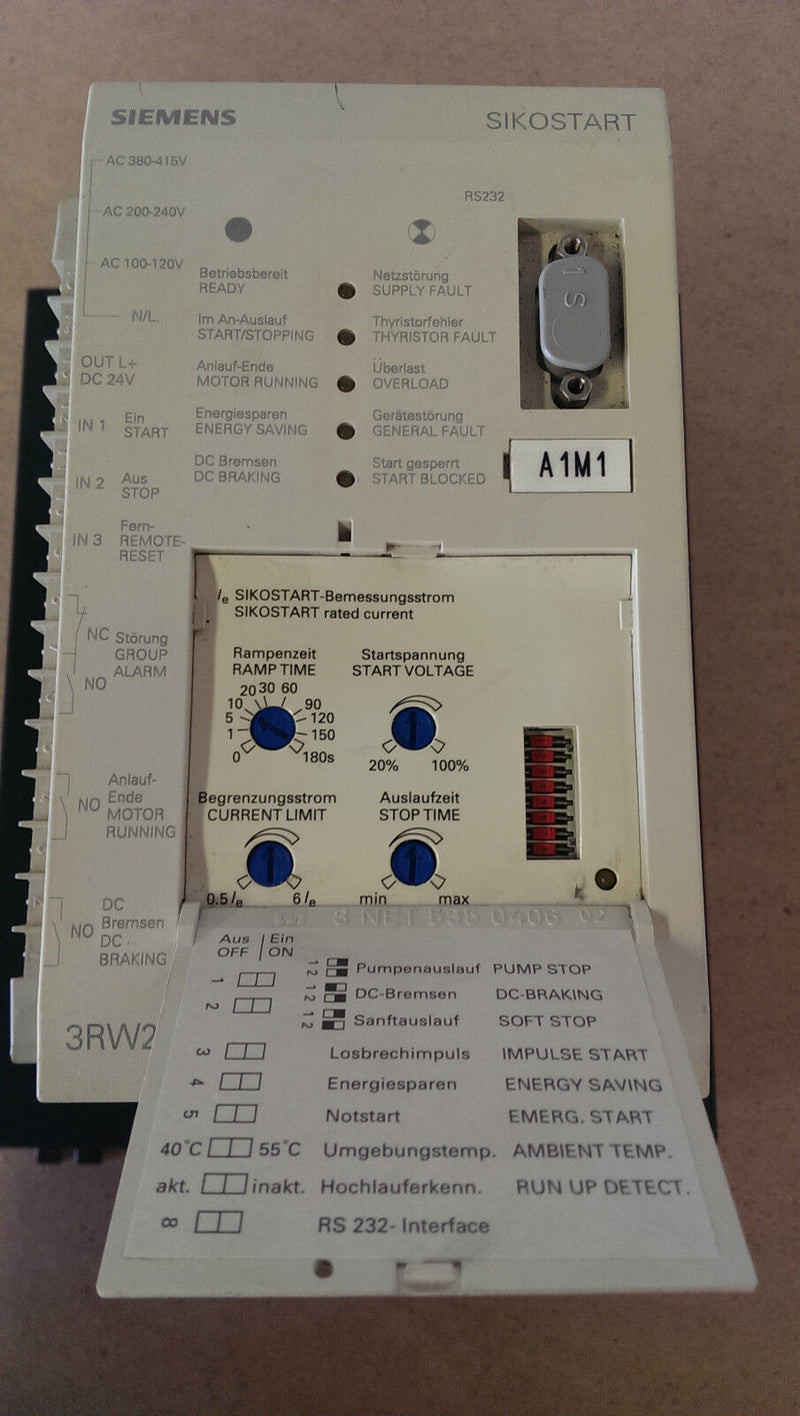 SIEMENS
SIKOSTART
AC 380-415V
AC 200-240V
AC 100-120V
N/L.
OUT L+
DC 24V
IN 1
Ein
START
IN 2
Aus
STOP
IN 3
Fern-
REMOTE-
RESET
NC
Störung
GROUP
ALARM
NO
Anlauf-
NO
Ende
MOTOR
RUNNING
DC
NO
Bremsen
DC
BRAKING
3RW2
Betriebsbereit
READY
Im An-Auslauf
START/STOPPING
Anlauf-Ende
MOTOR RUNNING
Energiesparen
ENERGY SAVING
DC Bremsen
DC BRAKING
Netzstörung
SUPPLY FAULT
Thyristorfehler
THYRISTOR FAULT
Überlast
OVERLOAD
Gerätestörung
GENERAL FAULT
Start gesperrt
START BLOCKED
RS232
A1M1
Ie SIKOSTART-Bemessungsstrom
SIKOSTART rated current
Rampenzeit
RAMP TIME
0 1 5 10 20 30 60 90 120 150 180s
Startspannung
START VOLTAGE
20% 100%
Begrenzungsstrom
CURRENT LIMIT
0.5 Ie 6 Ie
Auslaufzeit
STOP TIME
min max
Aus | Ein
OFF | ON
1
2
1 2 Pumpenauslauf PUMP STOP
1 2 DC-Bremsen DC-BRAKING
1 2 Sanftauslauf SOFT STOP
3 Losbrechimpuls IMPULSE START
4 Energiesparen ENERGY SAVING
5 Notstart EMERG. START
40°C 55°C Umgebungstemp. AMBIENT TEMP.
akt. inakt. Hochlauferkenn. RUN UP DETECT.
8 RS 232- Interface